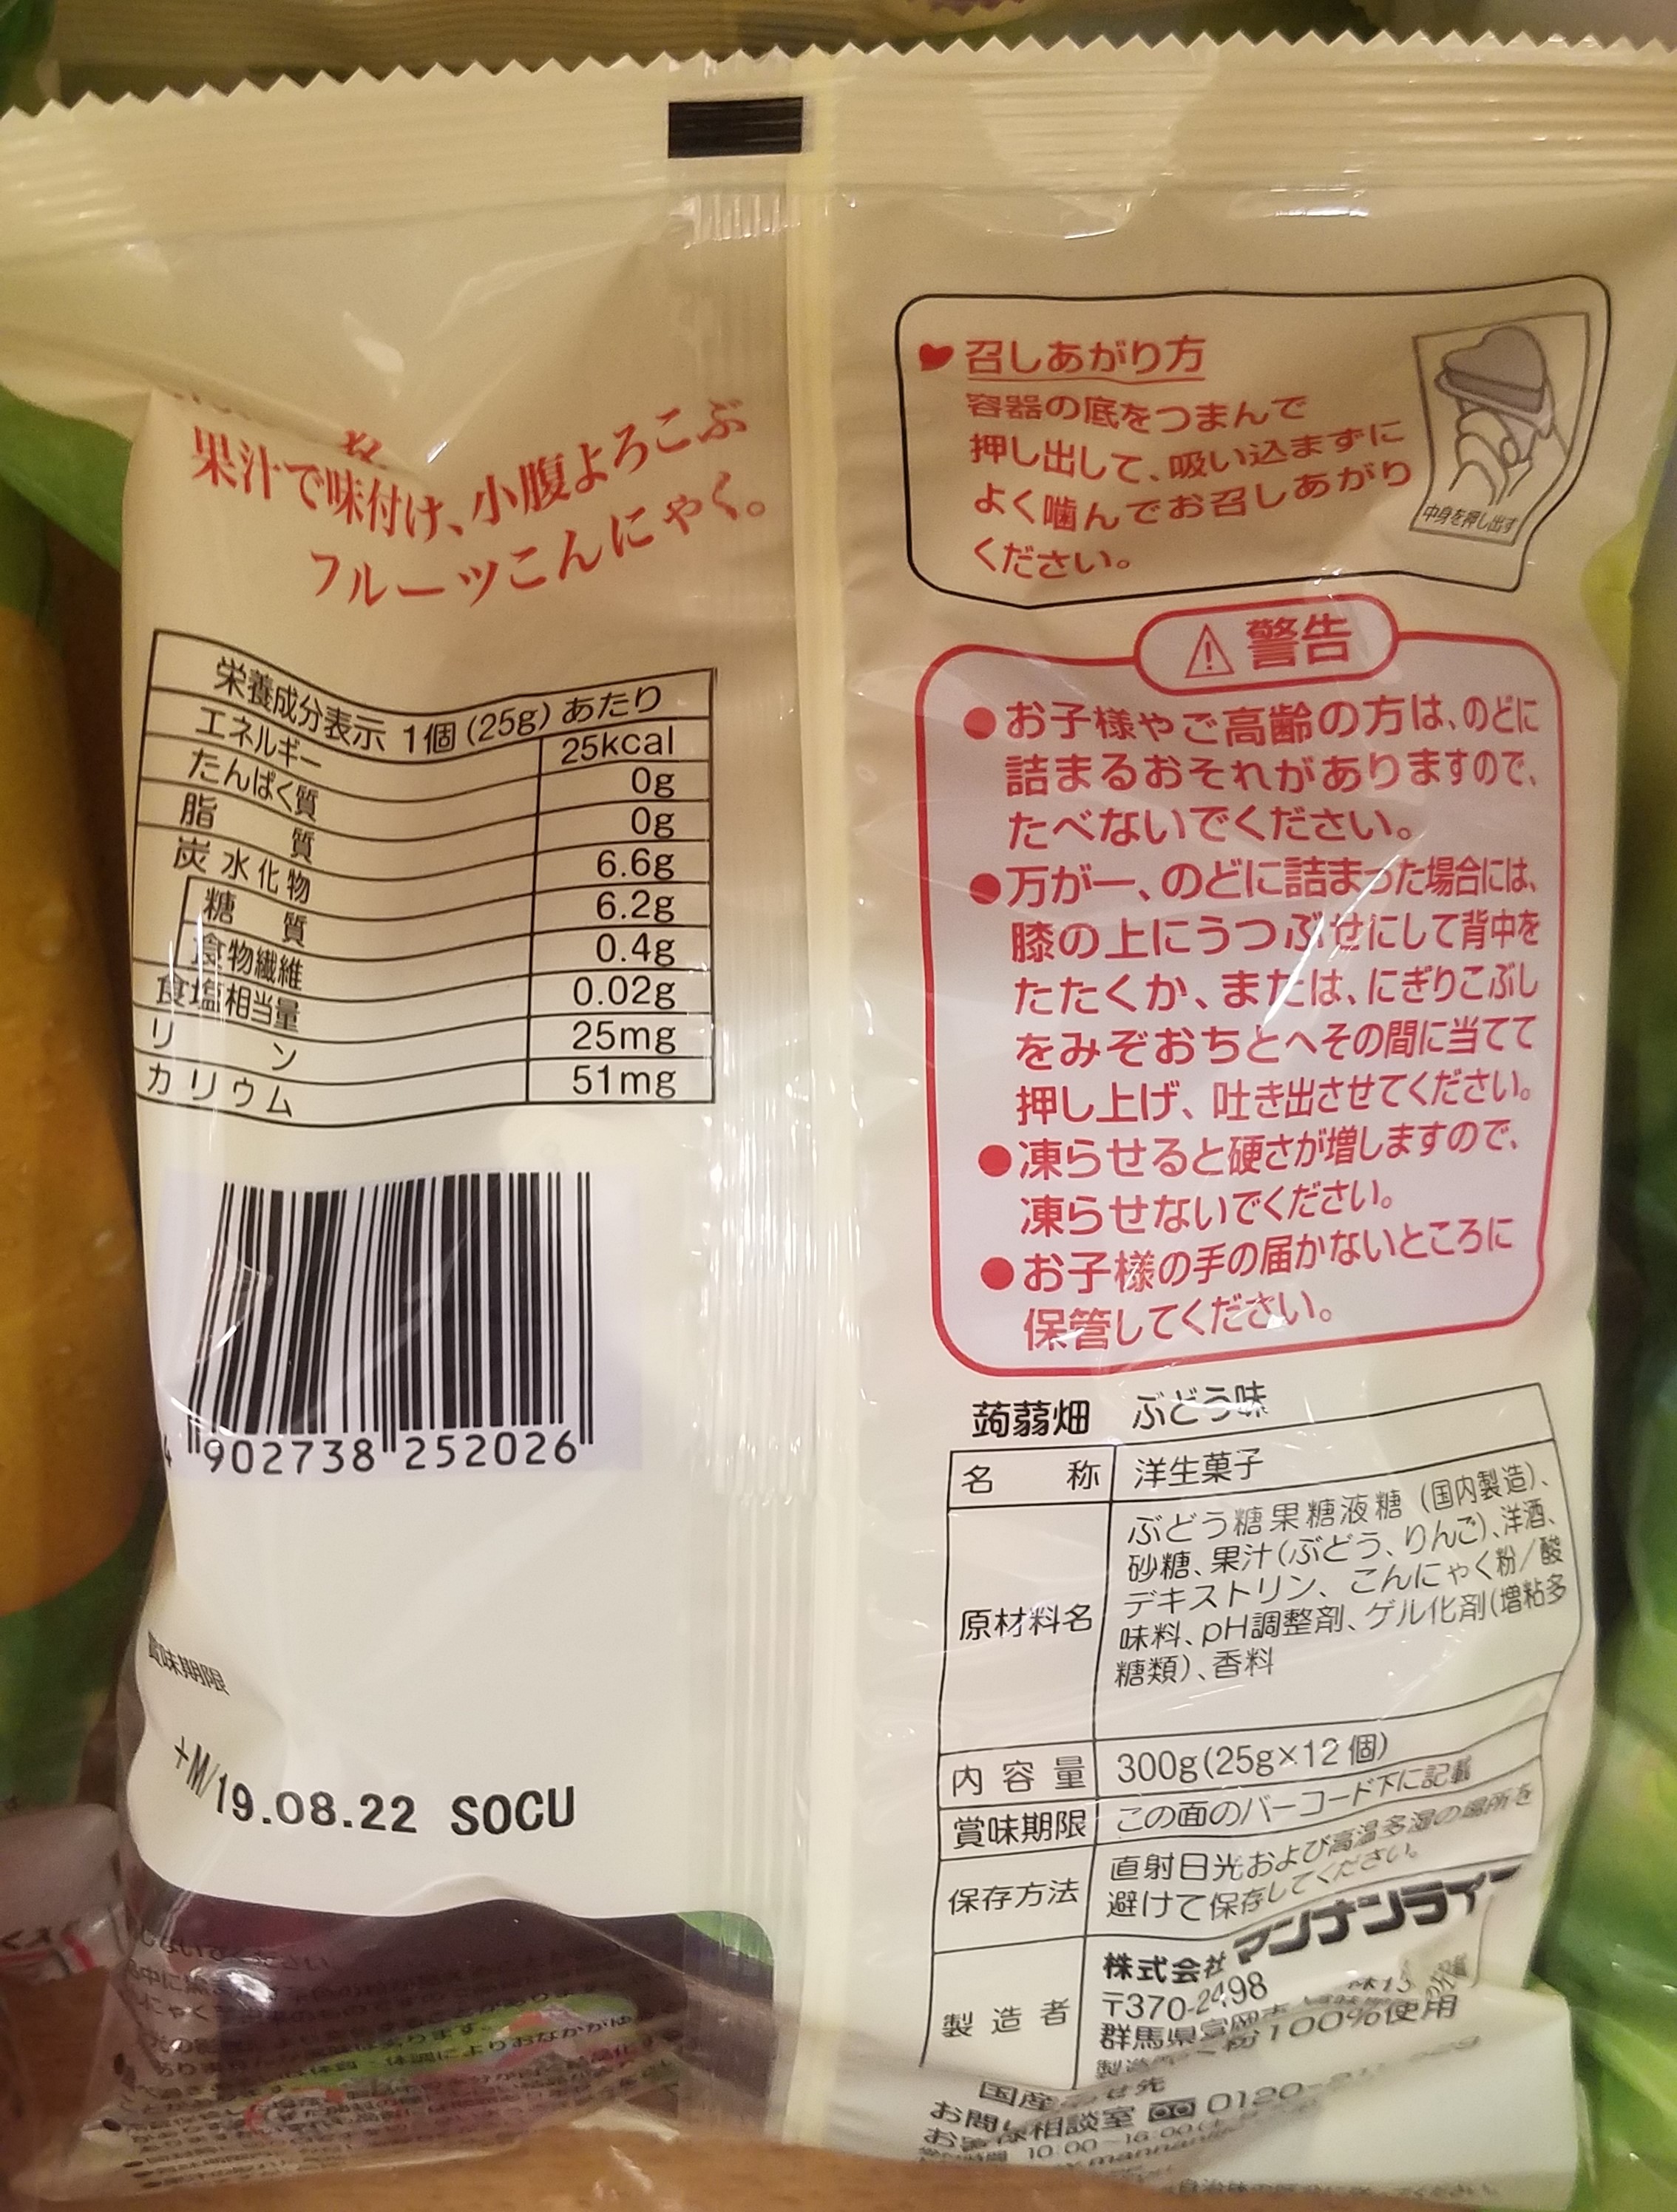 果汁で味付け、小腹よろこぶ
フルーツこんにゃく。
栄養成分表示 1個(25g)あたり
エネルギー 25kcal
たんぱく質 0g
脂質 0g
炭水化物 6.6g
糖質 6.2g
食物繊維 0.4g
食塩相当量 0.02g
リン 25mg
カリウム 51mg
4 902738 252026
賞味期限
+M/19.08.22 SOCU
召しあがり方
容器の底をつまんで
押し出して、吸い込まずに
よく噛んでお召しあがり
ください。
中身を押し出す
警告
●お子様やご高齢の方は、のどに
詰まるおそれがありますので、
たべないでください。
●万が一、のどに詰まった場合には、
膝の上にうつぶせにして背中を
たたくか、または、にぎりこぶし
をみぞおちとへその間に当てて
押し上げ、吐き出させてください。
●凍らせると硬さが増しますので、
凍らせないでください。
●お子様の手の届かないところに
保管してください。
蒟蒻畑 ぶどう味
名称 洋生菓子
原材料名 ぶどう糖果糖液糖(国内製造)、
砂糖、果汁(ぶどう、りんご)、洋酒、
デキストリン、こんにゃく粉/酸
味料、pH調整剤、ゲル化剤(増粘多
糖類)、香料
内容量 300g(25g×12個)
賞味期限 この面のバーコード下に記載
保存方法 直射日光および高温多湿の場所を
避けて保存してください。
製造者 株式会社 マンナンライ
〒370-2498
群馬県富岡市
国産 粉100%使用
お客様相談室 0120-
10:00～16:00